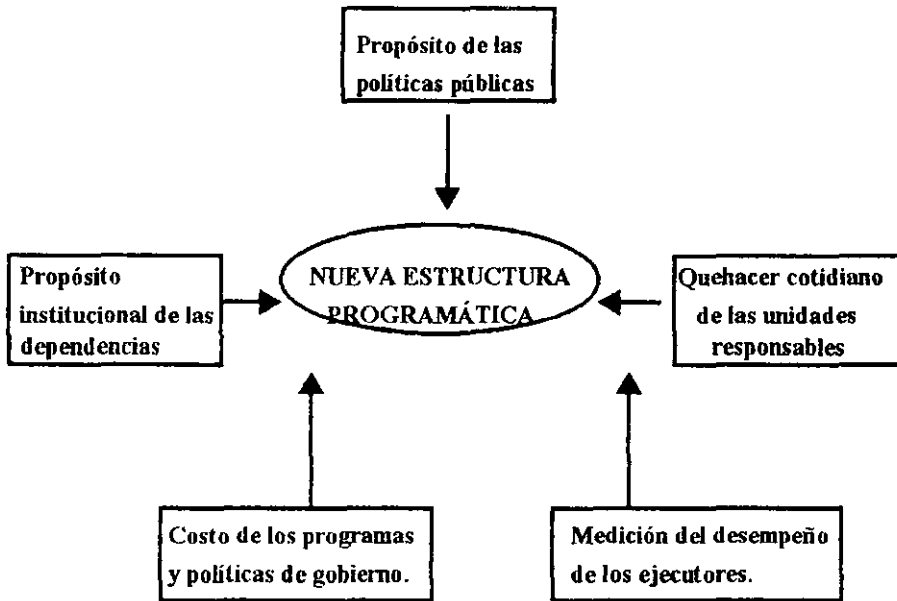 Propósito de las
políticas públicas
NUEVA ESTRUCTURA
PROGRAMÁTICA
Propósito
institucional de las
dependencias
Quehacer cotidiano
de las unidades
responsables
Costo de los programas
y políticas de gobierno.
Medición del desempeño
de los ejecutores.